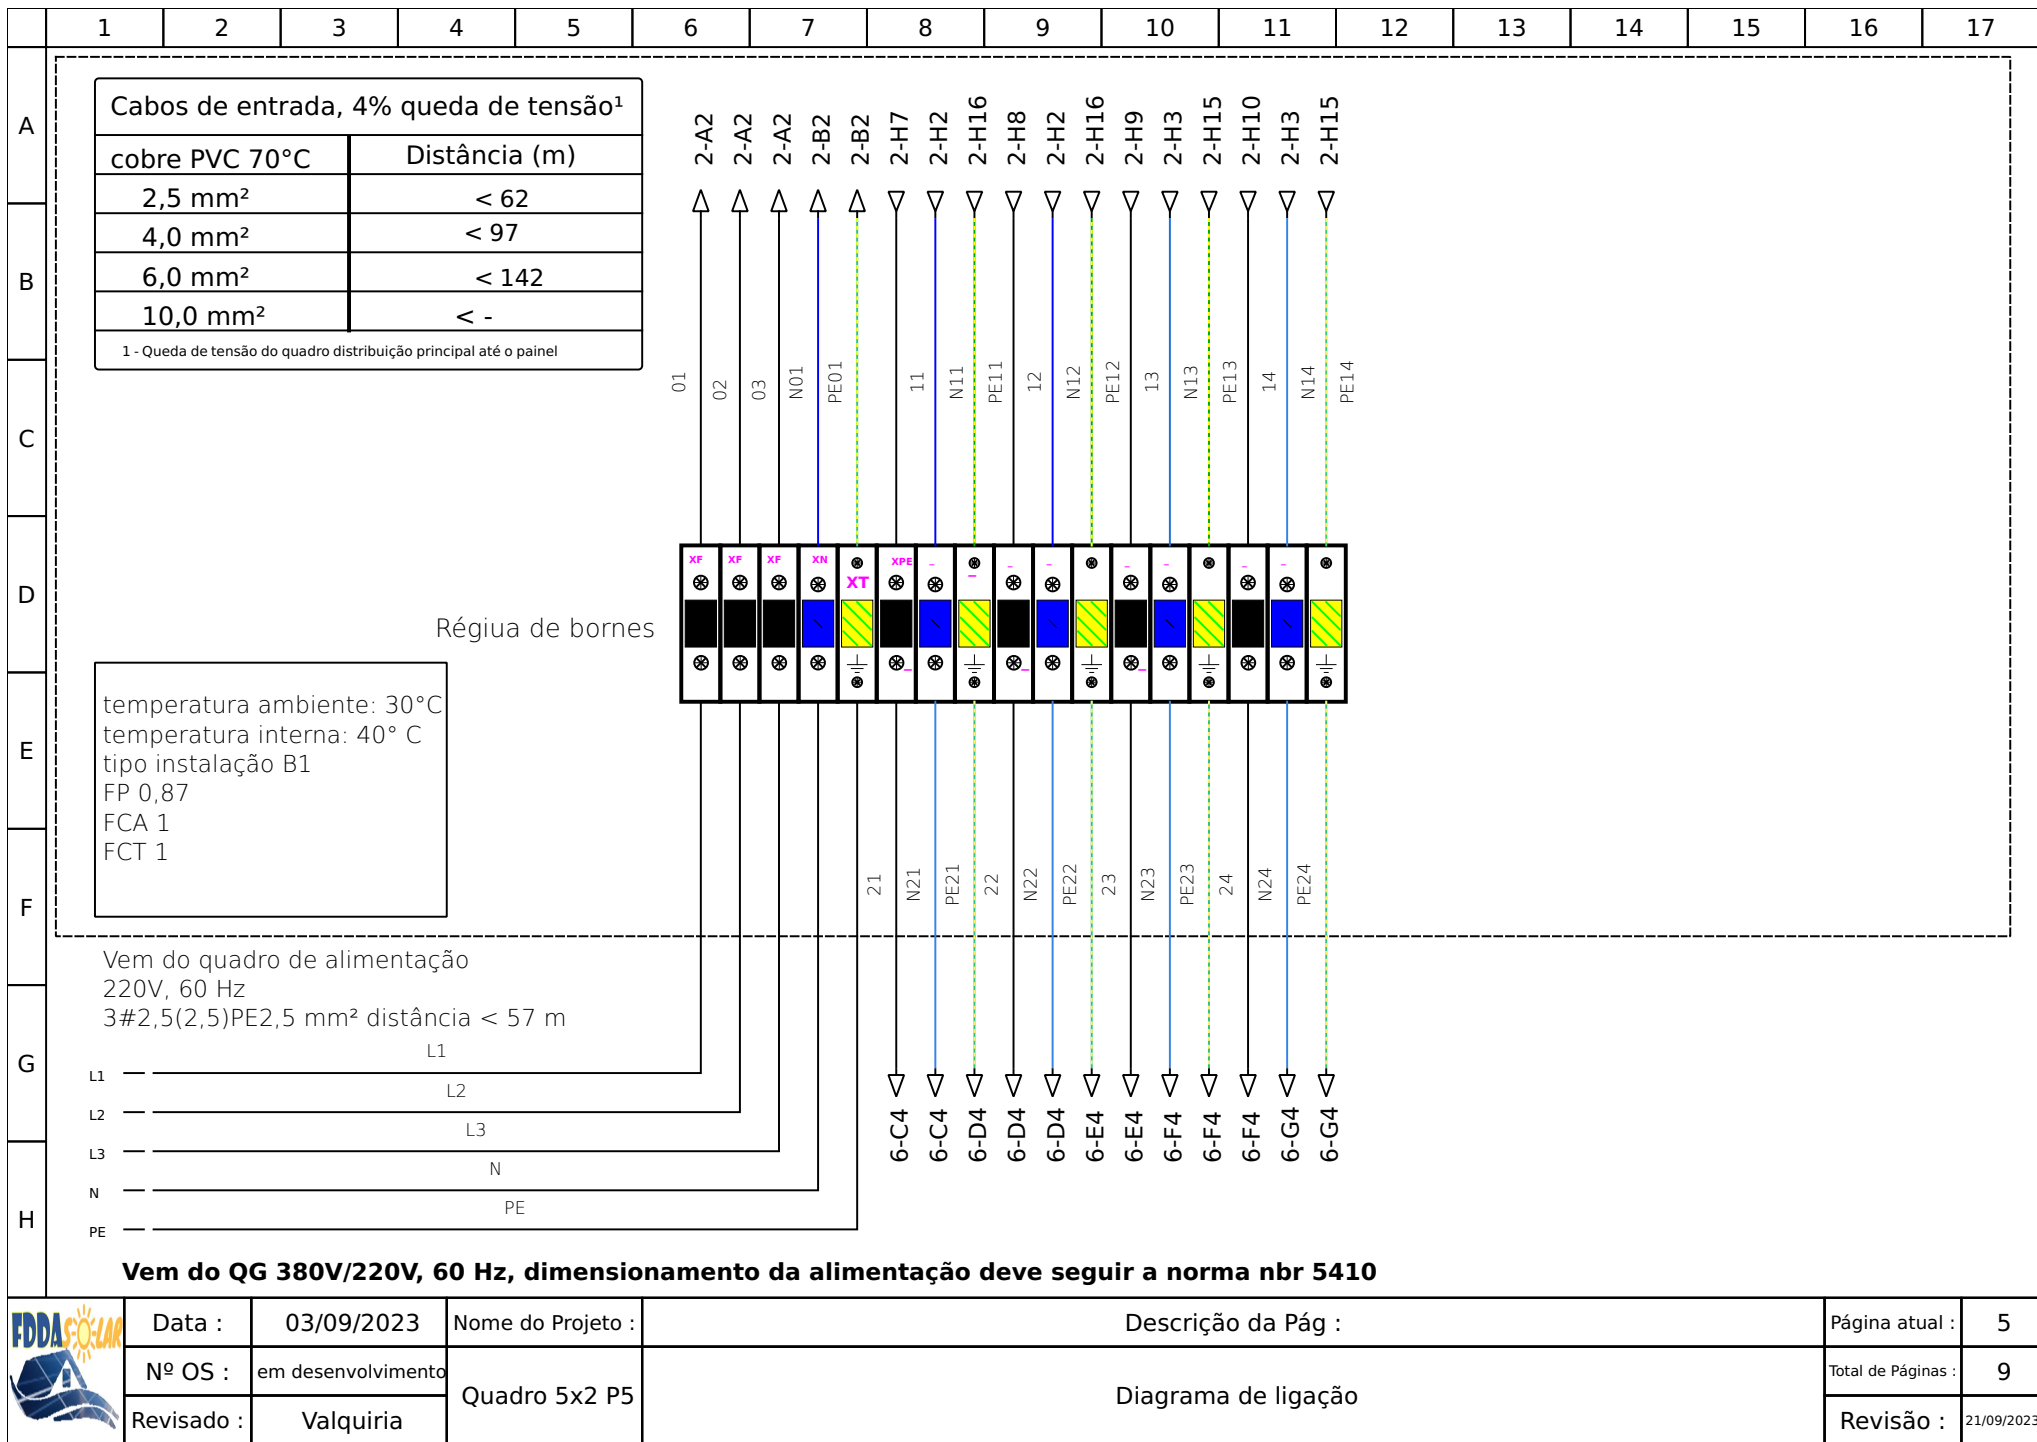 1 2 3 4 5 6 7 8 9 10 11 12 13 14 15 16 17
A
B
C
D
E
F
G
H
Cabos de entrada, 4% queda de tensão¹
cobre PVC 70°C Distância (m)
2,5 mm² < 62
4,0 mm² < 97
6,0 mm² < 142
10,0 mm² < -
1 - Queda de tensão do quadro distribuição principal até o painel
2-A2 2-A2 2-A2 2-B2 2-B2 2-H7 2-H2 2-H16 2-H8 2-H2 2-H16 2-H9 2-H3 2-H15 2-H10 2-H3 2-H15
01 02 03 N01 PE01 11 N11 PE11 12 N12 PE12 13 N13 PE13 14 N14 PE14
XF XF XF XN XT XPE
Régiua de bornes
temperatura ambiente: 30°C
temperatura interna: 40° C
tipo instalação B1
FP 0,87
FCA 1
FCT 1
21 N21 PE21 22 N22 PE22 23 N23 PE23 24 N24 PE24
Vem do quadro de alimentação
220V, 60 Hz
3#2,5(2,5)PE2,5 mm² distância < 57 m
L1 L1
L2 L2
L3 L3
N N
PE PE
6-C4 6-C4 6-D4 6-D4 6-D4 6-E4 6-E4 6-F4 6-F4 6-F4 6-G4 6-G4
Vem do QG 380V/220V, 60 Hz, dimensionamento da alimentação deve seguir a norma nbr 5410
FDDA SOLAR
Data : 03/09/2023 Nome do Projeto : Descrição da Pág : Página atual : 5
Nº OS : em desenvolvimento Quadro 5x2 P5 Diagrama de ligação Total de Páginas : 9
Revisado : Valquiria Revisão : 21/09/2023